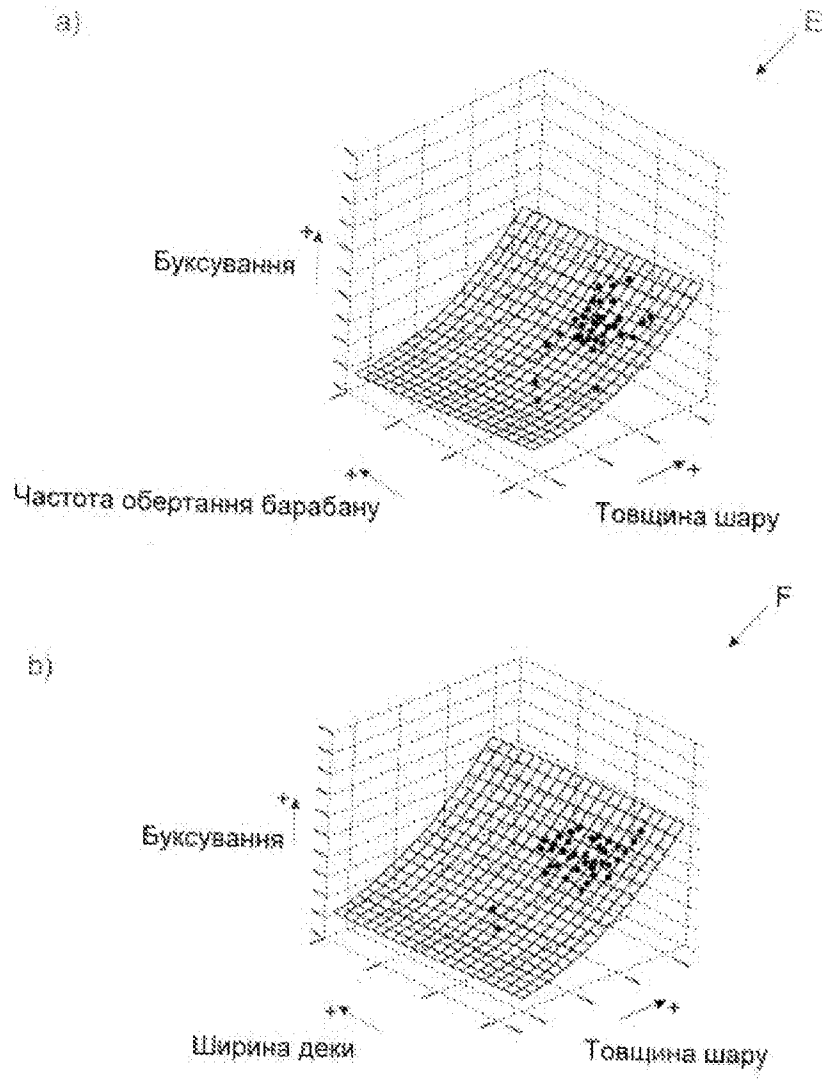 a)
E
+
Буксування
+
Частота обертання барабану
+
Товщина шару
F
b)
+
Буксування
+
Ширина деки
+
Товщина шару